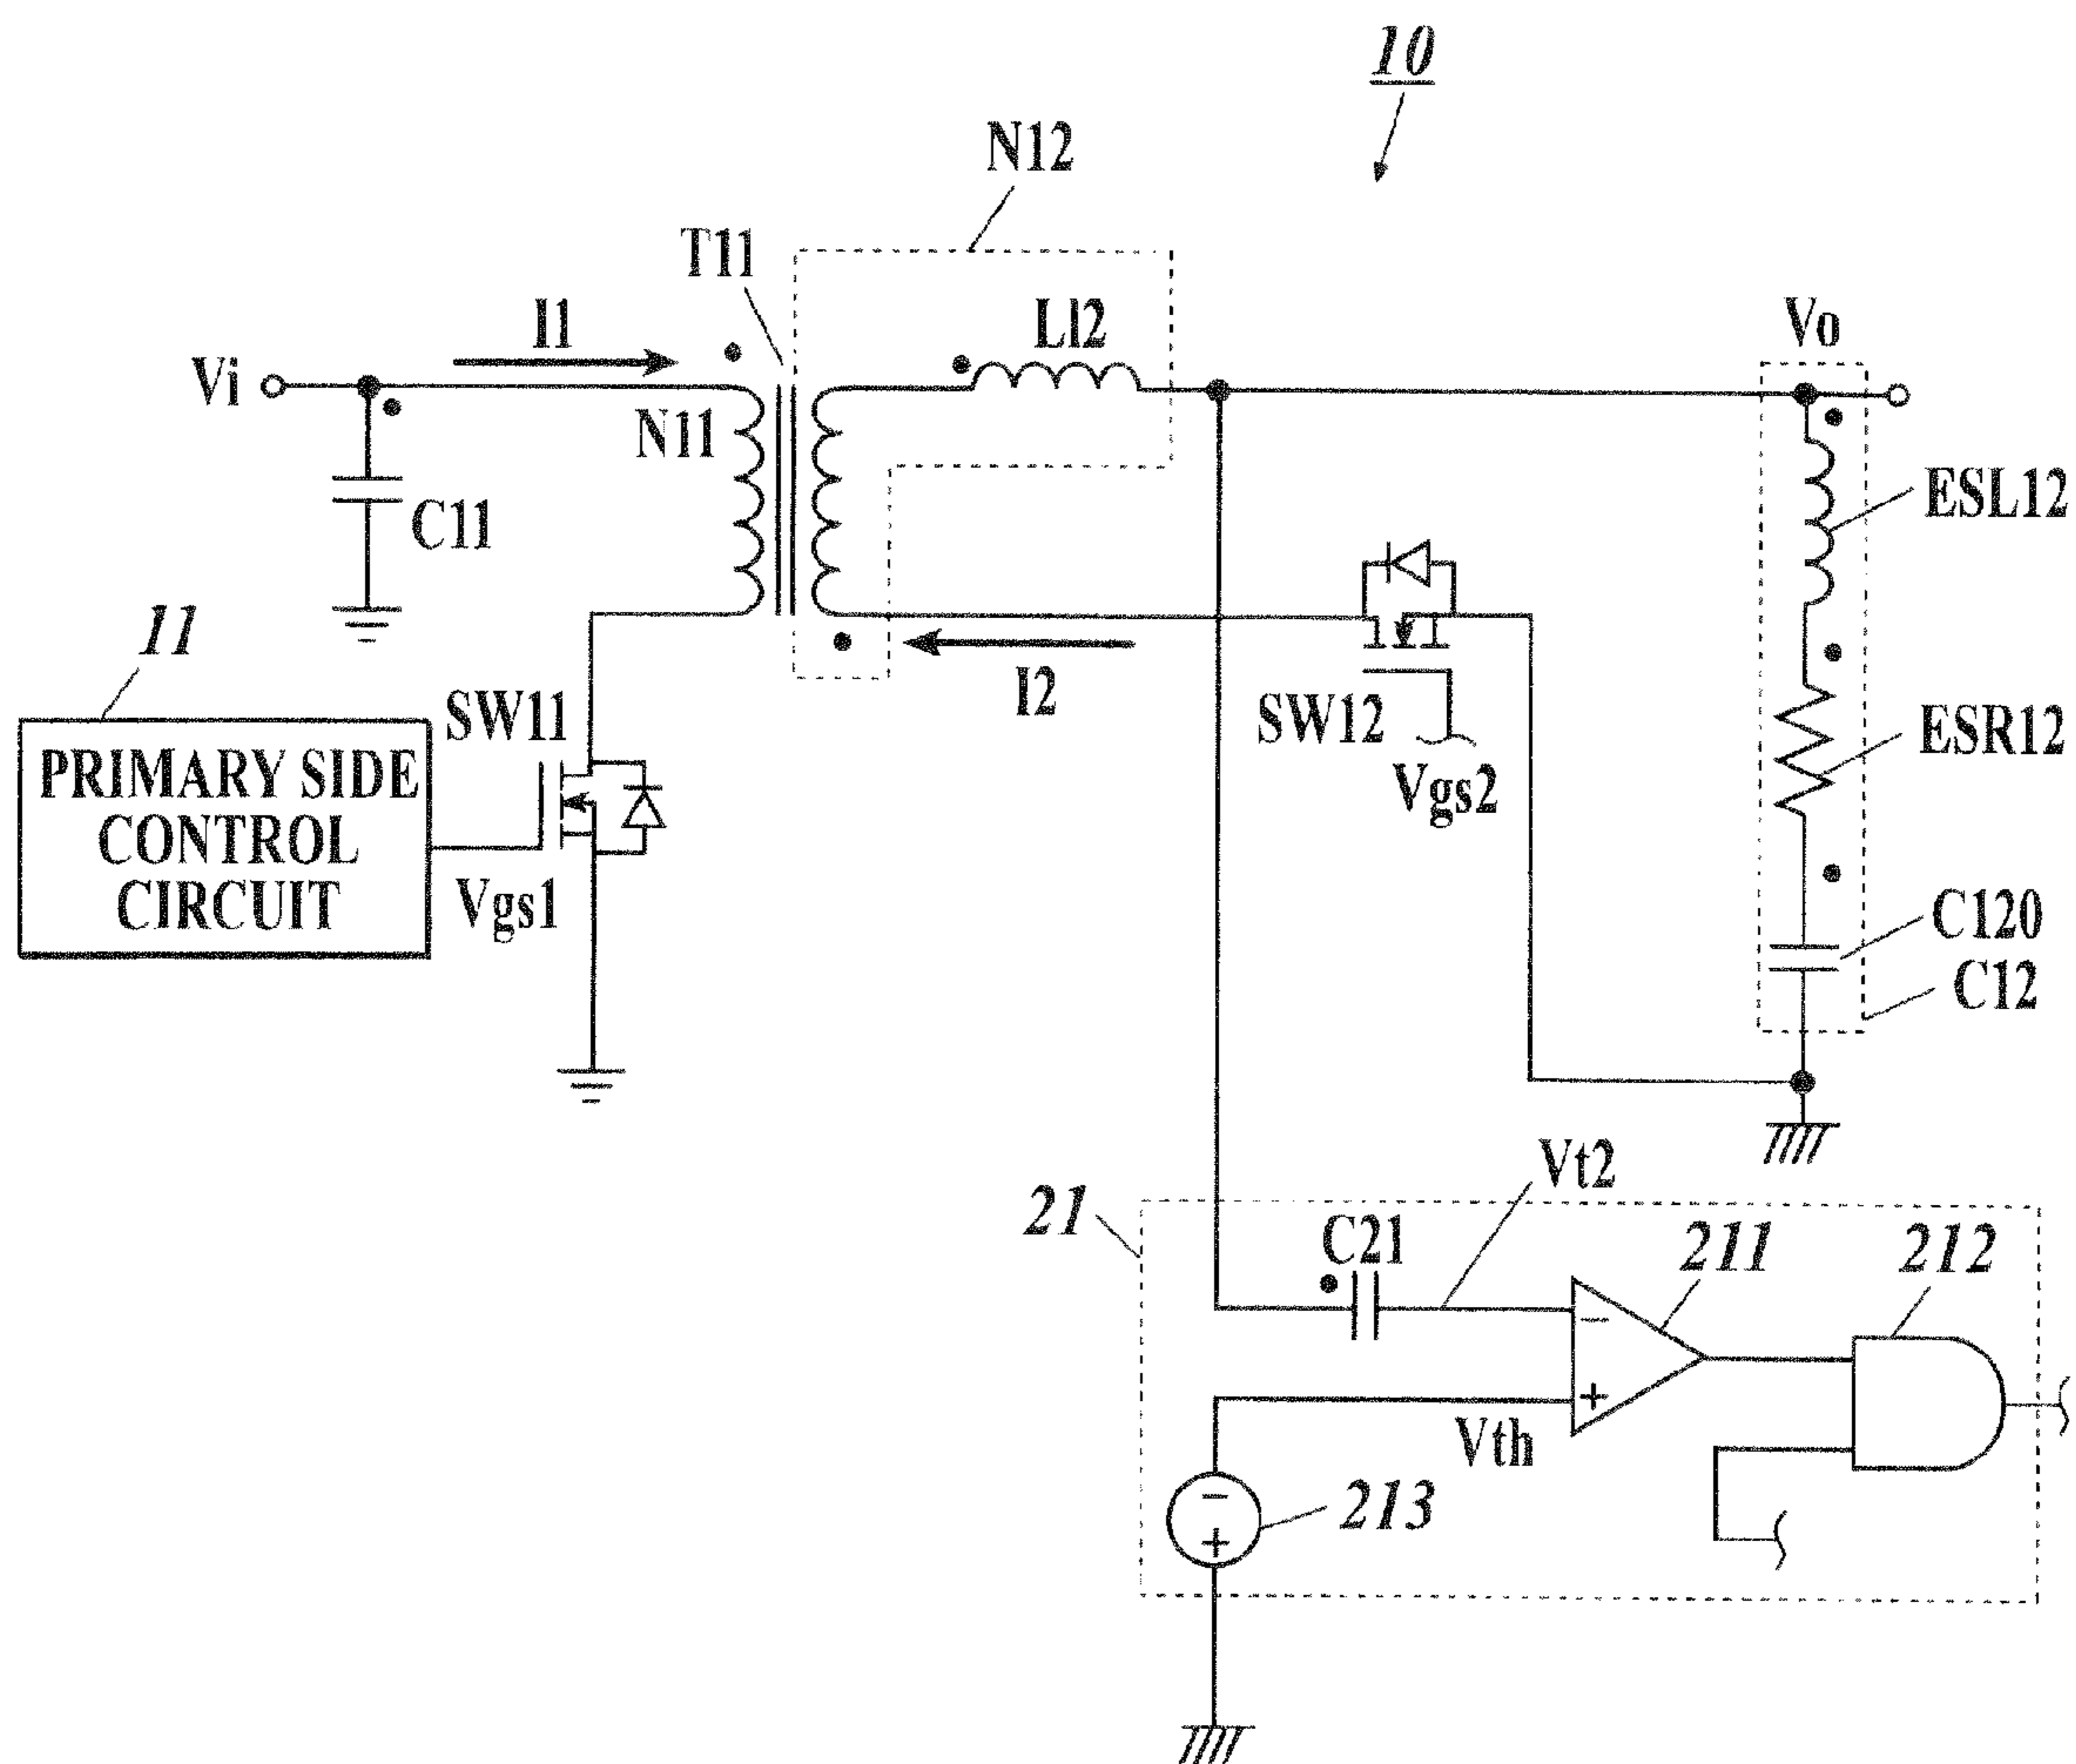 10
N12
T11
I1
Ll2
Vo
Vi
N11
C11
ESL12
11
I2
SW11
SW12
ESR12
PRIMARY SIDE
CONTROL
CIRCUIT
Vgs1
Vgs2
C120
C12
Vt2
21
C21
211
212
−
+
Vth
−
+
213